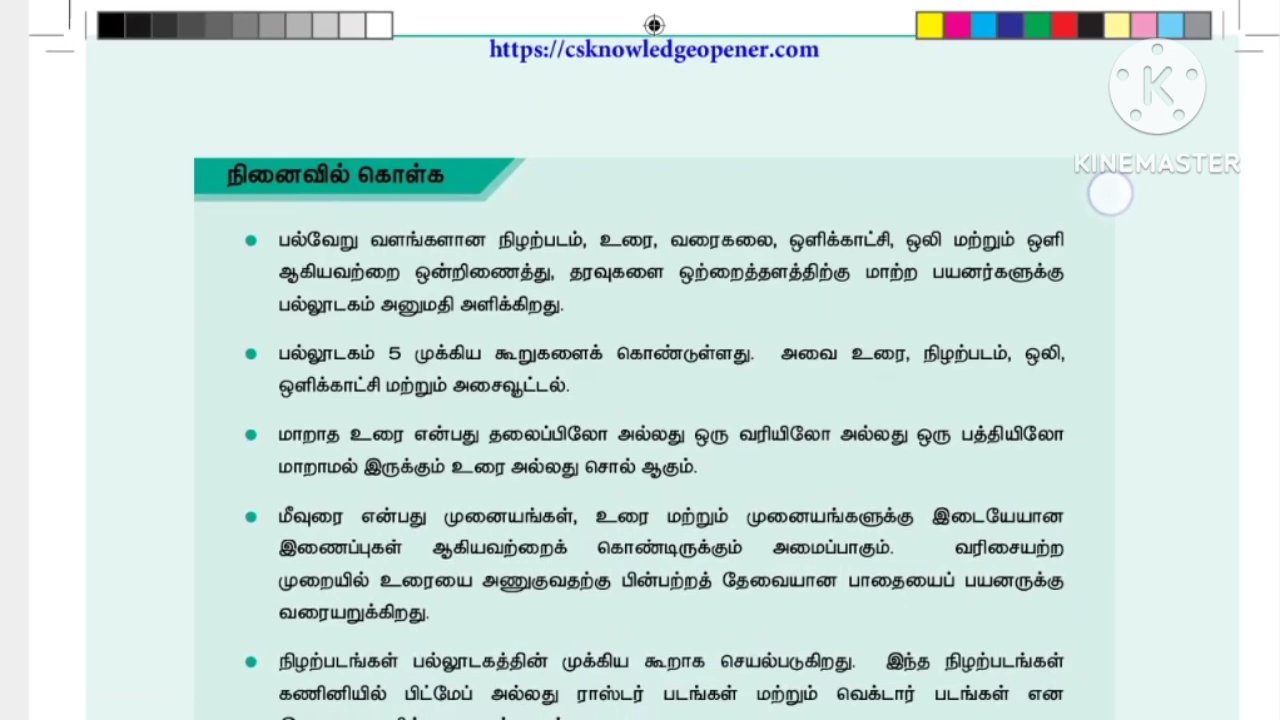 https://csknowledgeopener.com
K
KINEMASTER
நினைவில் கொள்க
பல்வேறு வளங்களான நிழற்படம், உரை, வரைகலை, ஒளிக்காட்சி, ஒலி மற்றும் ஒளி
ஆகியவற்றை ஒன்றிணைத்து, தரவுகளை ஒற்றைத்தளத்திற்கு மாற்ற பயனர்களுக்கு
பல்லூடகம் அனுமதி அளிக்கிறது.
பல்லூடகம் 5 முக்கிய கூறுகளைக் கொண்டுள்ளது. அவை உரை, நிழற்படம், ஒலி,
ஒளிக்காட்சி மற்றும் அசைவூட்டல்.
மாறாத உரை என்பது தலைப்பிலோ அல்லது ஒரு வரியிலோ அல்லது ஒரு பத்தியிலோ
மாறாமல் இருக்கும் உரை அல்லது சொல் ஆகும்.
மீவுரை என்பது முனையங்கள், உரை மற்றும் முனையங்களுக்கு இடையேயான
இணைப்புகள் ஆகியவற்றைக் கொண்டிருக்கும் அமைப்பாகும். வரிசையற்ற
முறையில் உரையை அணுகுவதற்கு பின்பற்றத் தேவையான பாதையைப் பயனருக்கு
வரையறுக்கிறது.
நிழற்படங்கள் பல்லூடகத்தின் முக்கிய கூறாக செயல்படுகிறது. இந்த நிழற்படங்கள்
கணினியில் பிட்மேப் அல்லது ராஸ்டர் படங்கள் மற்றும் வெக்டார் படங்கள் என